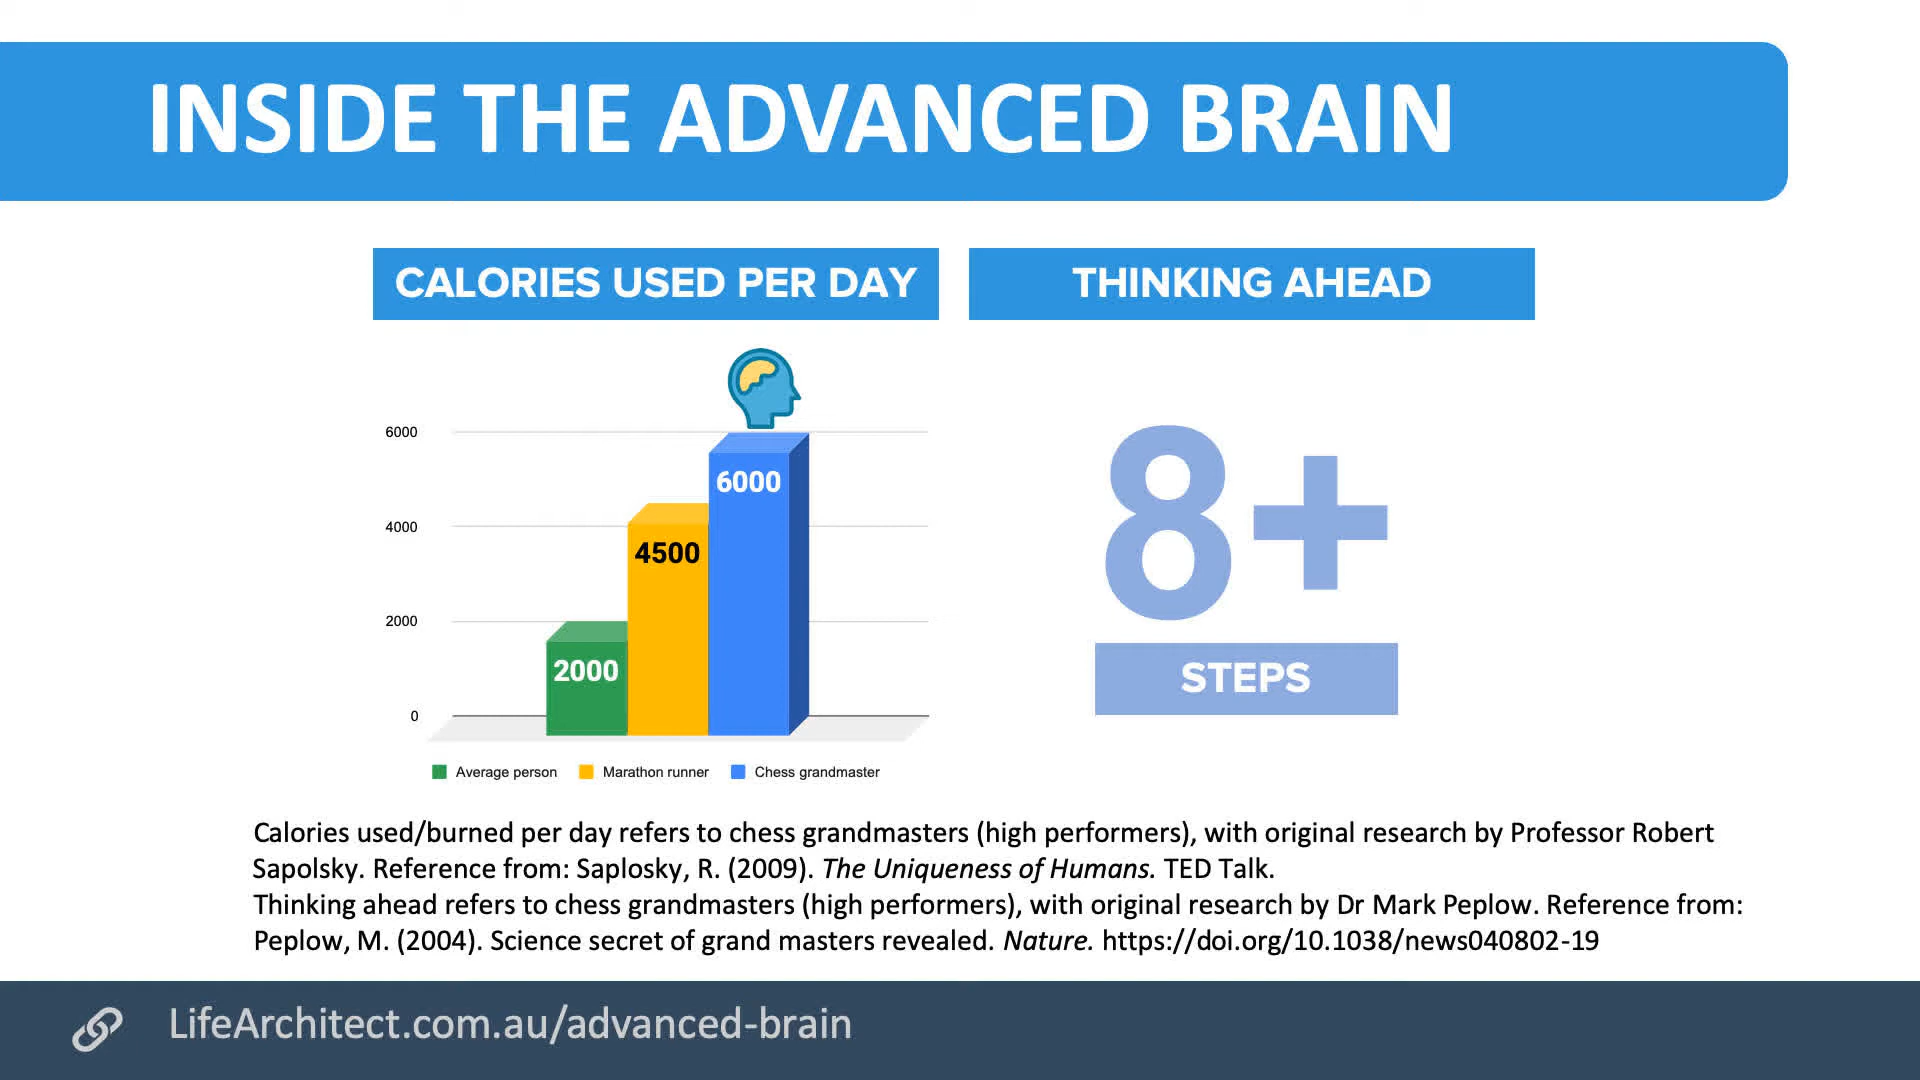 INSIDE THE ADVANCED BRAIN
CALORIES USED PER DAY
THINKING AHEAD
6000
4000
2000
0
2000
4500
6000
Average person
Marathon runner
Chess grandmaster
8+
STEPS
Calories used/burned per day refers to chess grandmasters (high performers), with original research by Professor Robert
Sapolsky. Reference from: Saplosky, R. (2009). The Uniqueness of Humans. TED Talk.
Thinking ahead refers to chess grandmasters (high performers), with original research by Dr Mark Peplow. Reference from:
Peplow, M. (2004). Science secret of grand masters revealed. Nature. https://doi.org/10.1038/news040802-19
LifeArchitect.com.au/advanced-brain